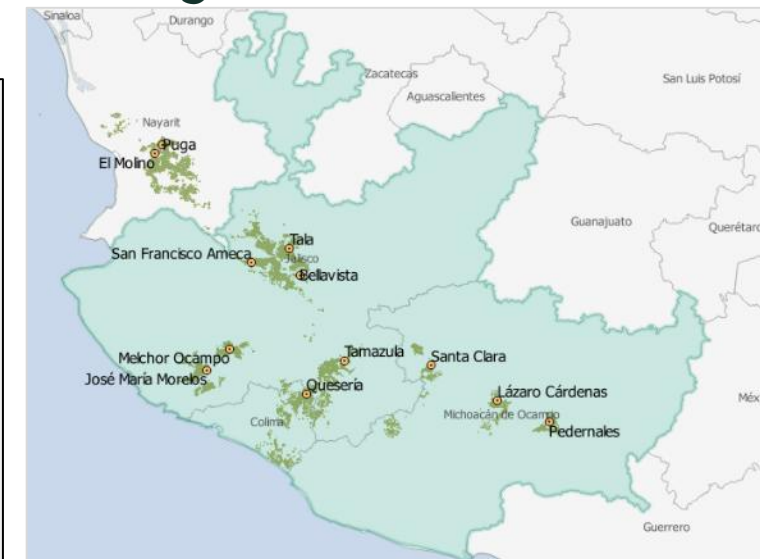 Sinaloa
Durango
Zacatecas
San Luis Potosí
Aguascalientes
Nayarit
Puga
El Molino
Guanajuato
Querétaro
Tala
San Francisco Ameca
Jalisco
Bellavista
Melchor Ocampo
Tamazula
Santa Clara
José María Morelos
Quesería
Lázaro Cárdenas
Colima
Michoacán de Ocampo
Pedernales
Guerrero